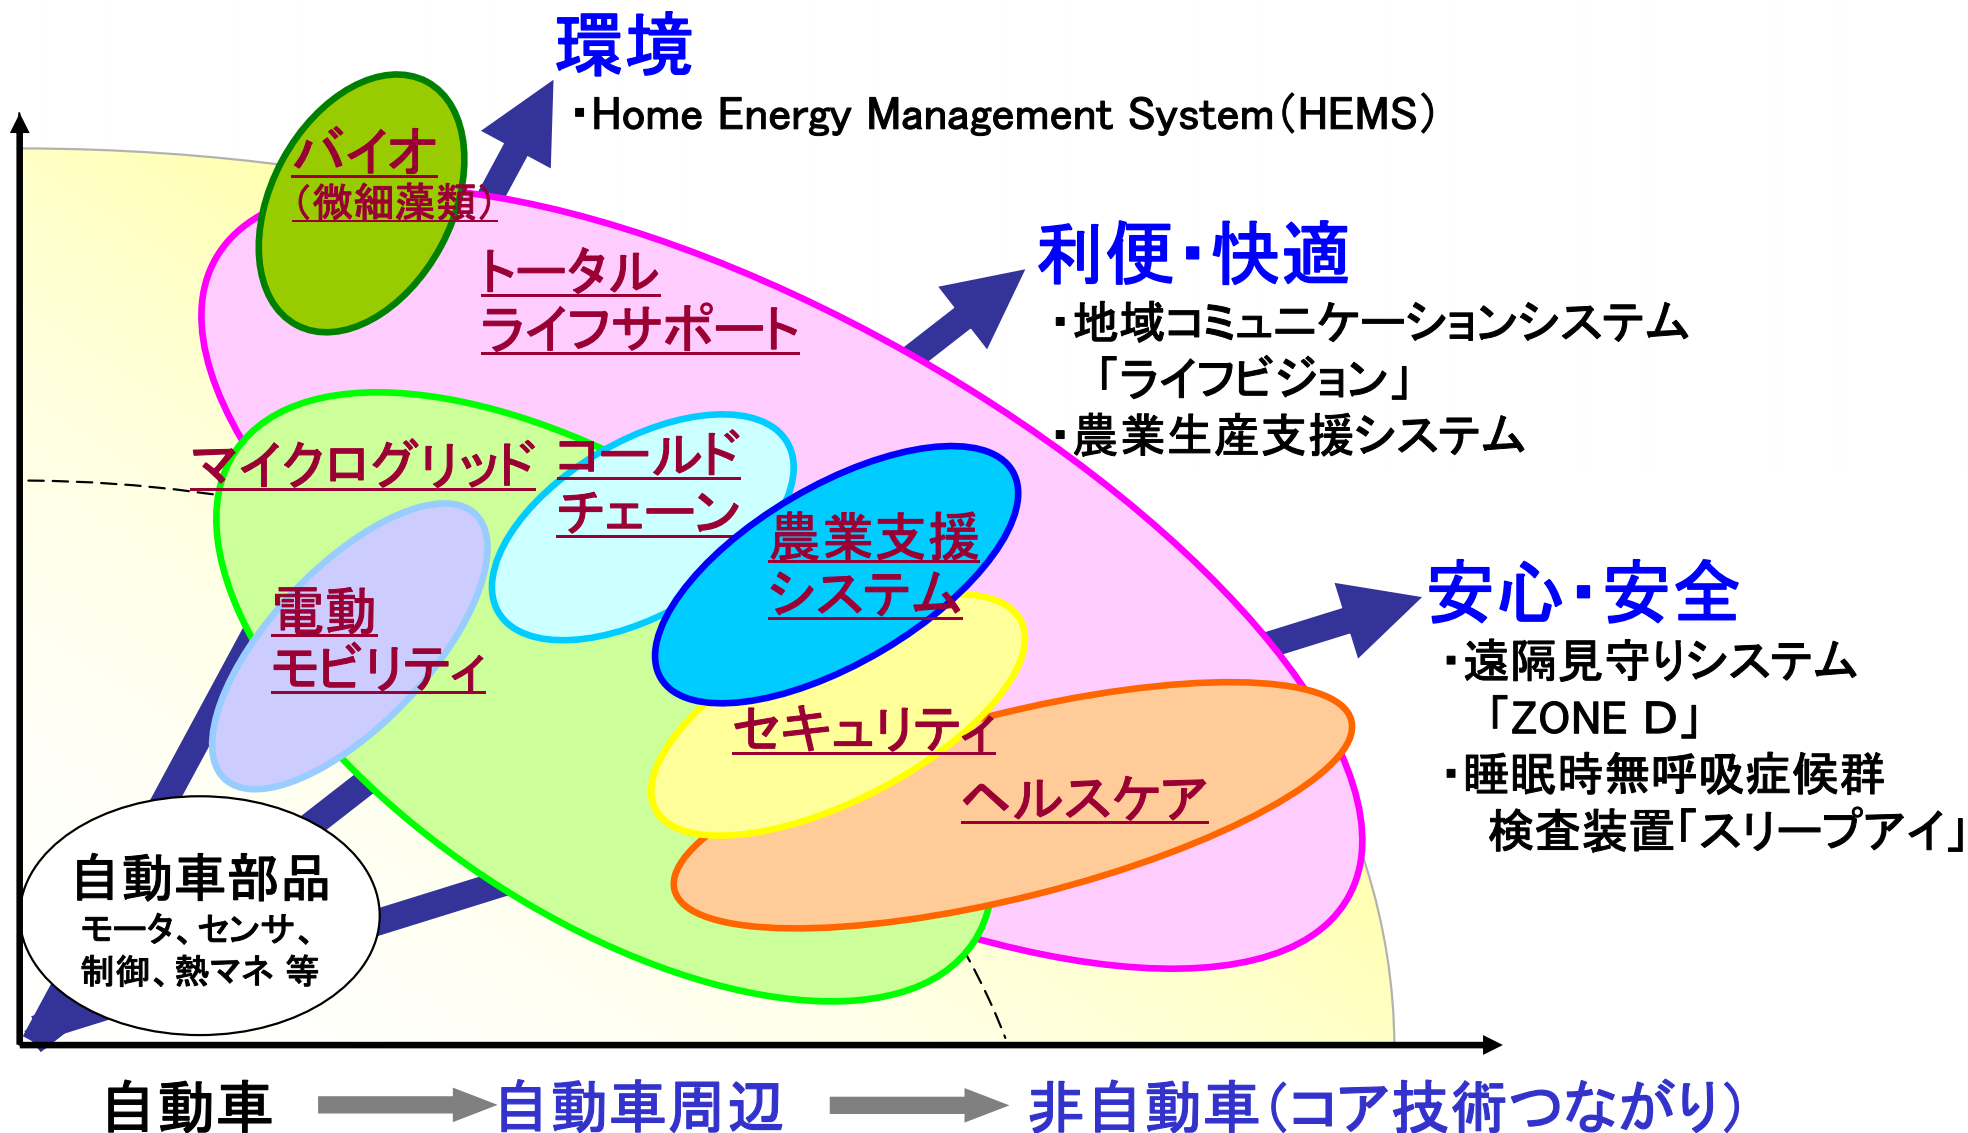 環境
・Home Energy Management System（HEMS）
バイオ
（微細藻類）
トータル
ライフサポート
利便・快適
・地域コミュニケーションシステム
「ライフビジョン」
・農業生産支援システム
マイクログリッド
コールド
チェーン
農業支援
システム
電動
モビリティ
安心・安全
・遠隔見守りシステム
「ZONE D」
・睡眠時無呼吸症候群
検査装置「スリープアイ」
セキュリティ
ヘルスケア
自動車部品
モータ、センサ、
制御、熱マネ 等
自動車
自動車周辺
非自動車（コア技術つながり）